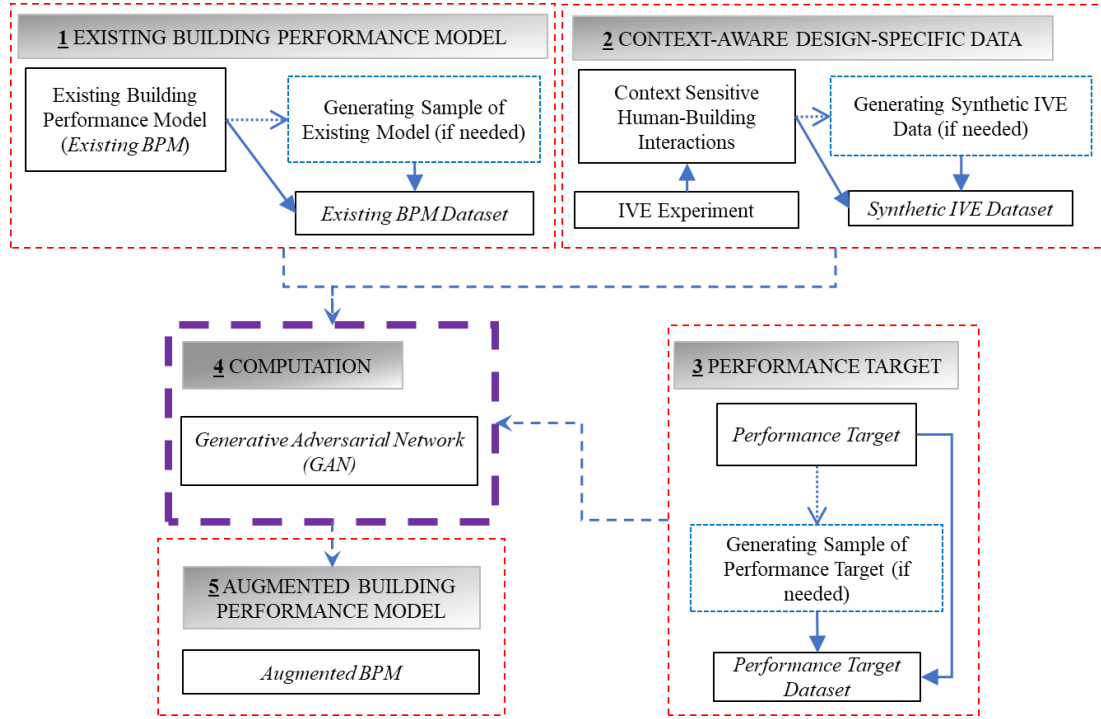 1 EXISTING BUILDING PERFORMANCE MODEL
Existing Building
Performance Model
(Existing BPM)
Generating Sample of
Existing Model (if needed)
Existing BPM Dataset
2 CONTEXT-AWARE DESIGN-SPECIFIC DATA
Context Sensitive
Human-Building
Interactions
IVE Experiment
Generating Synthetic IVE
Data (if needed)
Synthetic IVE Dataset
4 COMPUTATION
Generative Adversarial Network
(GAN)
3 PERFORMANCE TARGET
Performance Target
Generating Sample of
Performance Target (if
needed)
Performance Target
Dataset
5 AUGMENTED BUILDING
PERFORMANCE MODEL
Augmented BPM